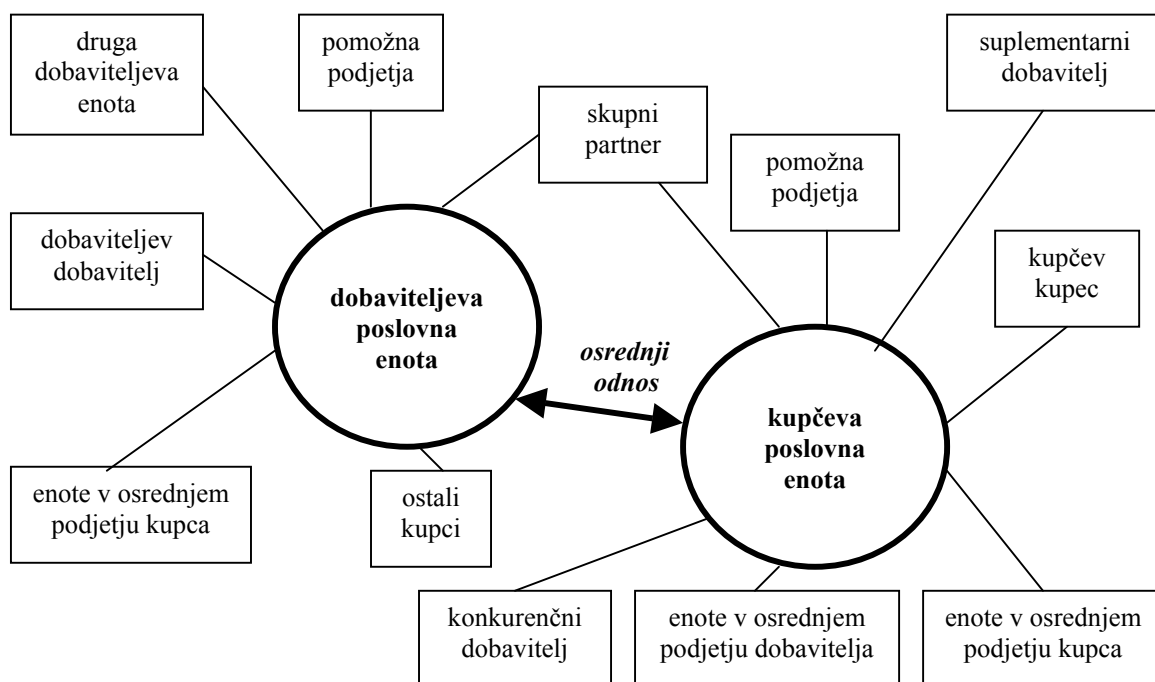 druga
dobaviteljeva
enota
pomožna
podjetja
skupni
partner
suplementarni
dobavitelj
pomožna
podjetja
dobaviteljev
dobavitelj
kupčev
kupec
dobaviteljeva
poslovna
enota
osrednji
odnos
kupčeva
poslovna
enota
enote v osrednjem
podjetju kupca
ostali
kupci
konkurenčni
dobavitelj
enote v osrednjem
podjetju dobavitelja
enote v osrednjem
podjetju kupca